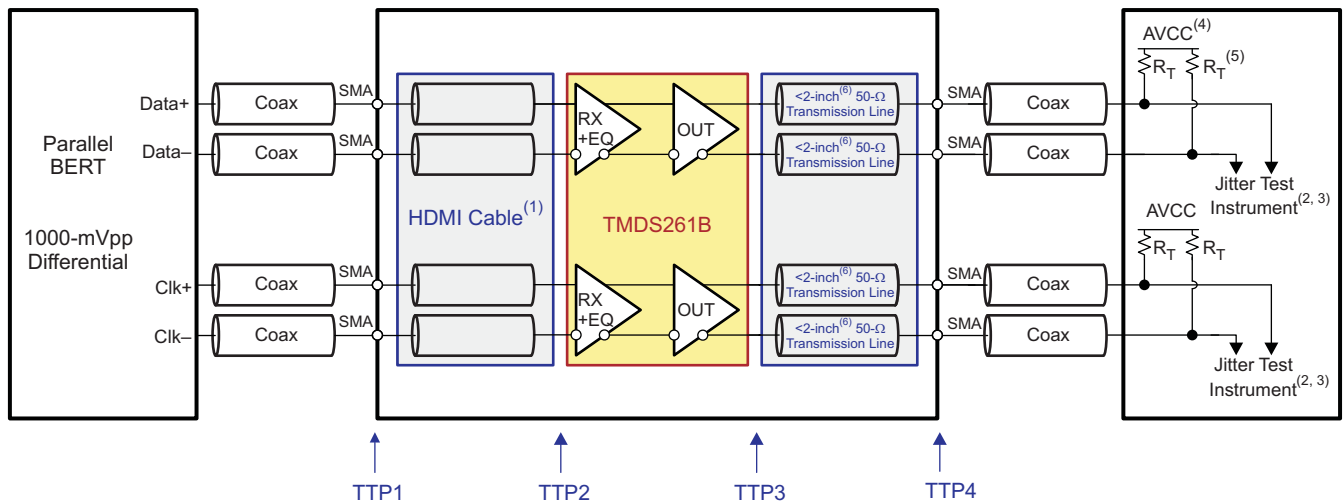 Parallel
BERT
1000-mVpp
Differential
Data+
Data–
Clk+
Clk–
Coax
Coax
Coax
Coax
SMA
SMA
SMA
SMA
HDMI Cable(1)
RX
+EQ
OUT
TMDS261B
RX
+EQ
OUT
<2-inch(6) 50-Ω
Transmission Line
<2-inch(6) 50-Ω
Transmission Line
<2-inch(6) 50-Ω
Transmission Line
<2-inch(6) 50-Ω
Transmission Line
SMA
SMA
SMA
SMA
Coax
Coax
Coax
Coax
AVCC(4)
RT
RT(5)
Jitter Test
Instrument(2, 3)
AVCC
RT
RT
Jitter Test
Instrument(2, 3)
TTP1
TTP2
TTP3
TTP4